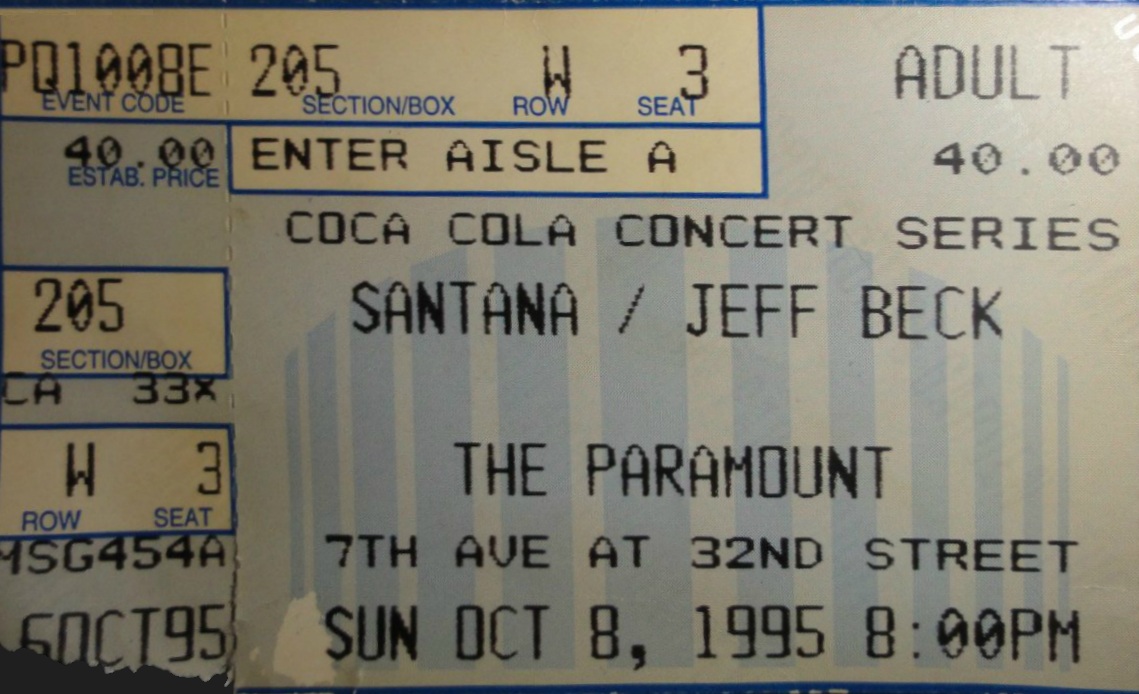 PQ1008E 205 W 3 ADULT
EVENT CODE SECTION/BOX ROW SEAT
40.00 ENTER AISLE A 40.00
ESTAB. PRICE
COCA COLA CONCERT SERIES
205 SANTANA / JEFF BECK
SECTION/BOX
CA 33X
W 3 THE PARAMOUNT
ROW SEAT
MSG454A 7TH AVE AT 32ND STREET
6OCT95 SUN OCT 8, 1995 8:00PM